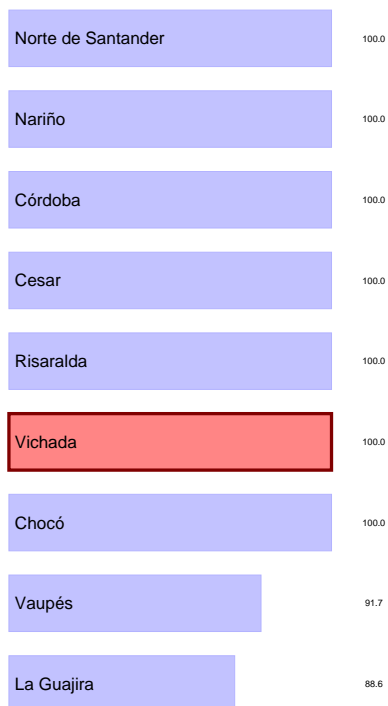 Norte de Santander 100.0
Nariño 100.0
Córdoba 100.0
Cesar 100.0
Risaralda 100.0
Vichada 100.0
Chocó 100.0
Vaupés 91.7
La Guajira 88.6